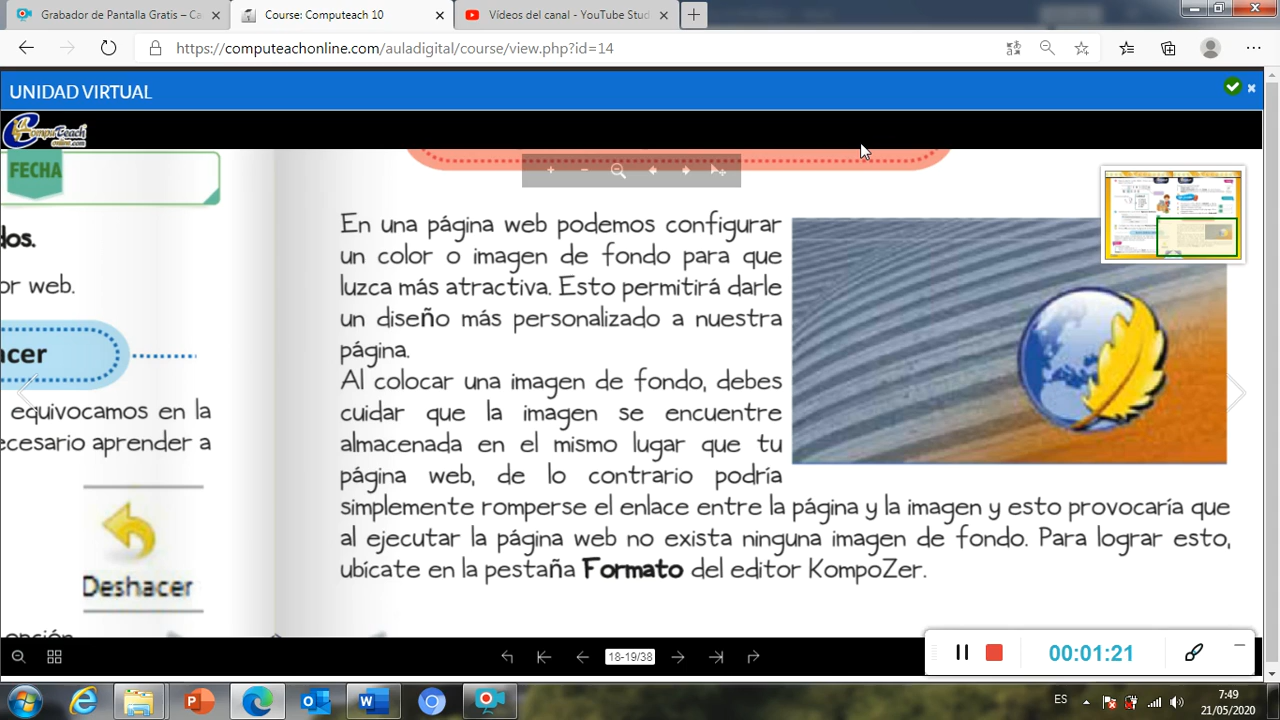 Grabador de Pantalla Gratis – Ca
Course: Computeach 10
Vídeos del canal - YouTube Stud
https://computeachonline.com/auladigital/course/view.php?id=14
UNIDAD VIRTUAL
CompuTeach
online.com
FECHA
dos.
or web.
acer
equivocamos en la
ecesario aprender a
Deshacer
opción
En una página web podemos configurar
un color o imagen de fondo para que
luzca más atractiva. Esto permitirá darle
un diseño más personalizado a nuestra
página.
Al colocar una imagen de fondo, debes
cuidar que la imagen se encuentre
almacenada en el mismo lugar que tu
página web, de lo contrario podría
simplemente romperse el enlace entre la página y la imagen y esto provocaría que
al ejecutar la página web no exista ninguna imagen de fondo. Para lograr esto,
ubícate en la pestaña Formato del editor KompoZer.
18-19/38
00:01:21
ES
7:49
21/05/2020